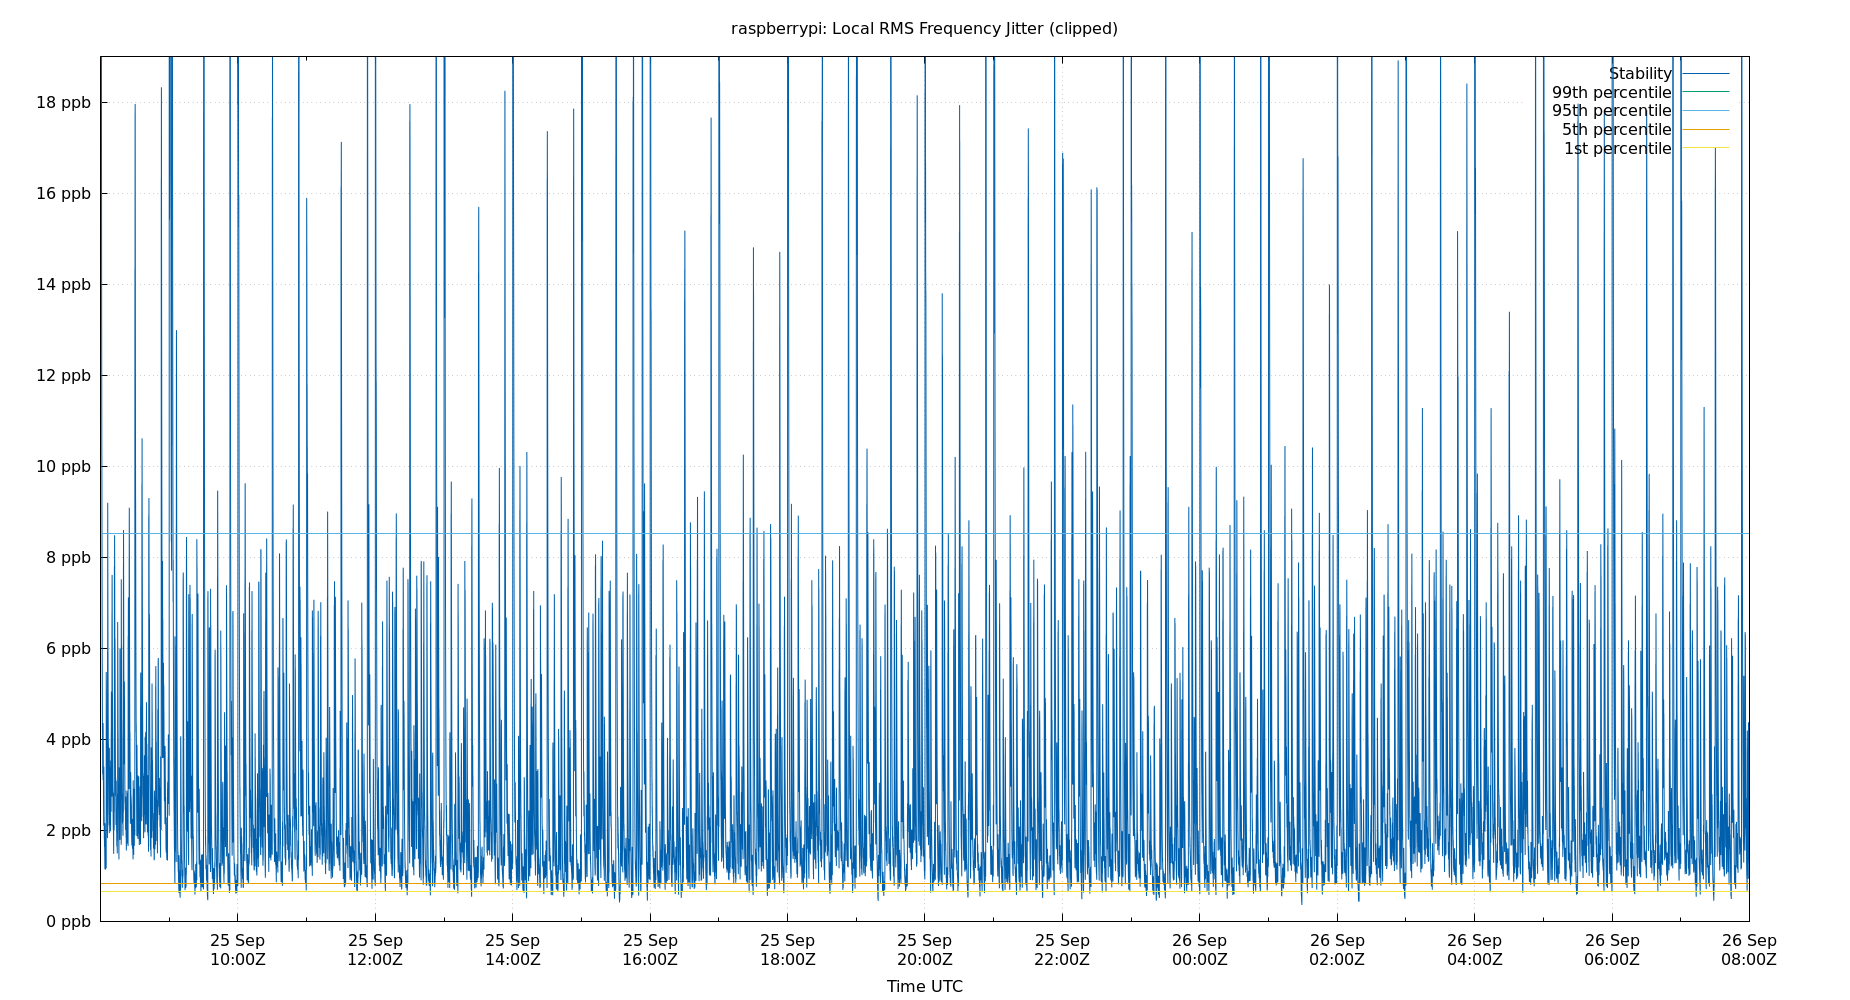 raspberrypi: Local RMS Frequency Jitter (clipped)
Stability
99th percentile
95th percentile
5th percentile
1st percentile
18 ppb
16 ppb
14 ppb
12 ppb
10 ppb
8 ppb
6 ppb
4 ppb
2 ppb
0 ppb
25 Sep 25 Sep 25 Sep 25 Sep 25 Sep 25 Sep 25 Sep 26 Sep 26 Sep 26 Sep 26 Sep 26 Sep
10:00Z 12:00Z 14:00Z 16:00Z 18:00Z 20:00Z 22:00Z 00:00Z 02:00Z 04:00Z 06:00Z 08:00Z
Time UTC